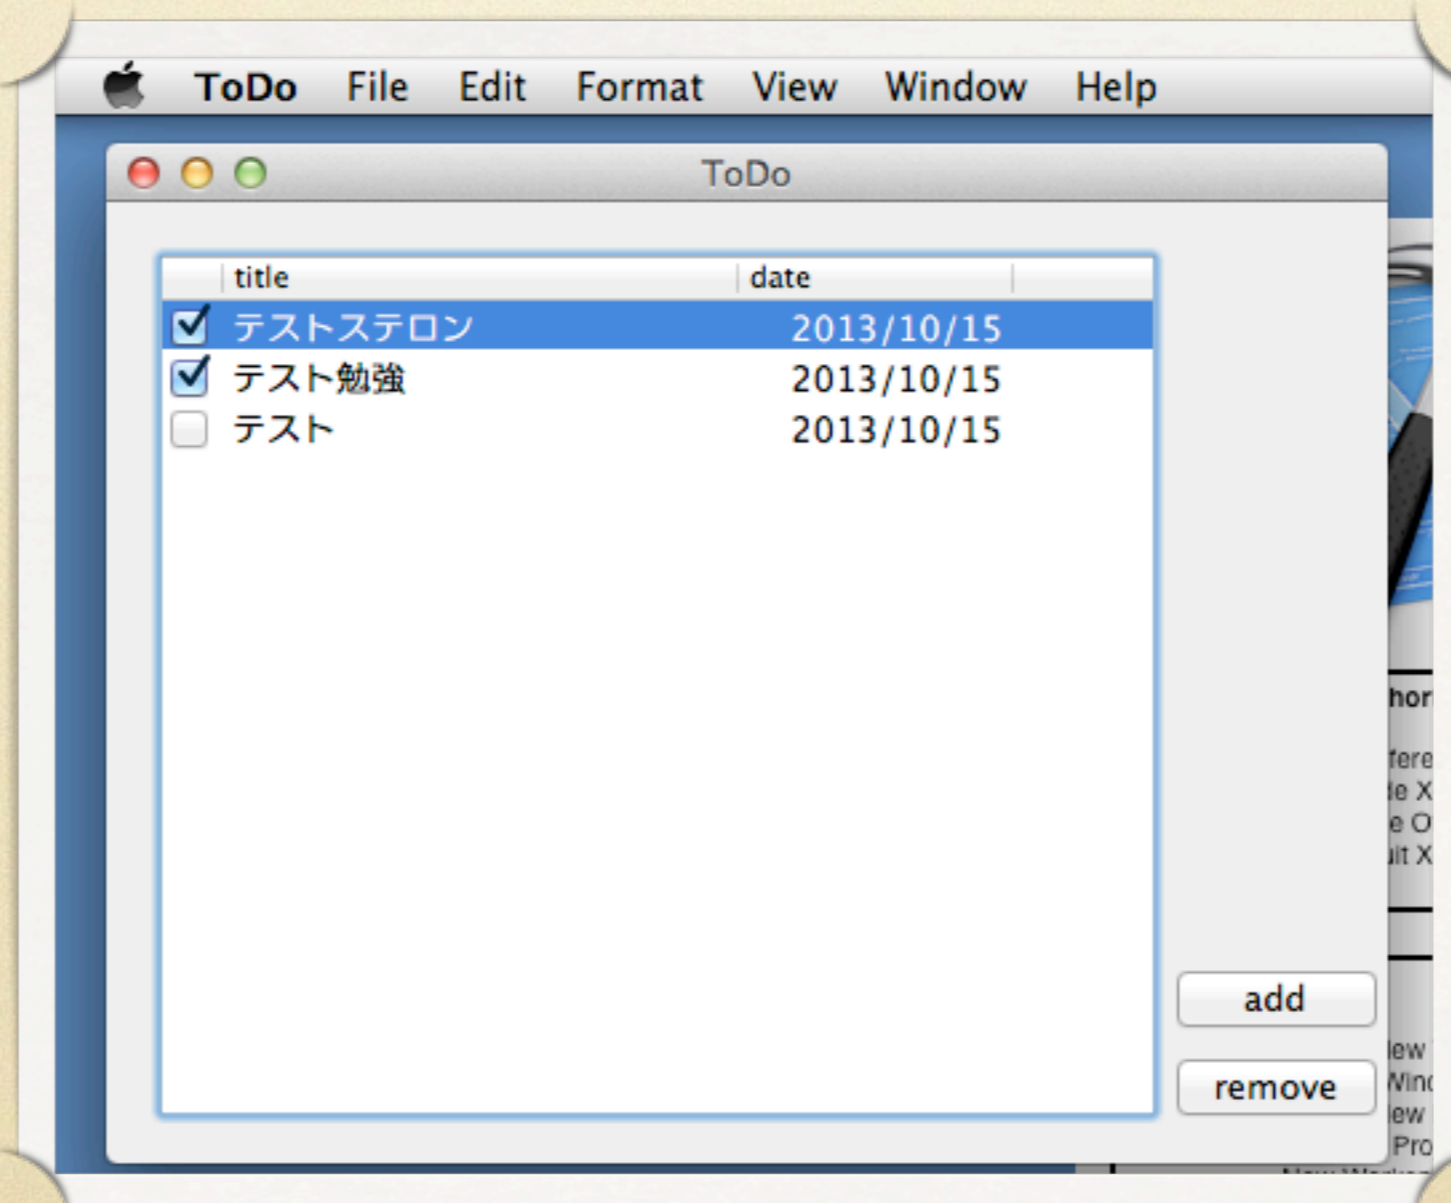 ToDo File Edit Format View Window Help
ToDo
title date
テストステロン 2013/10/15
テスト勉強 2013/10/15
テスト 2013/10/15
add
remove